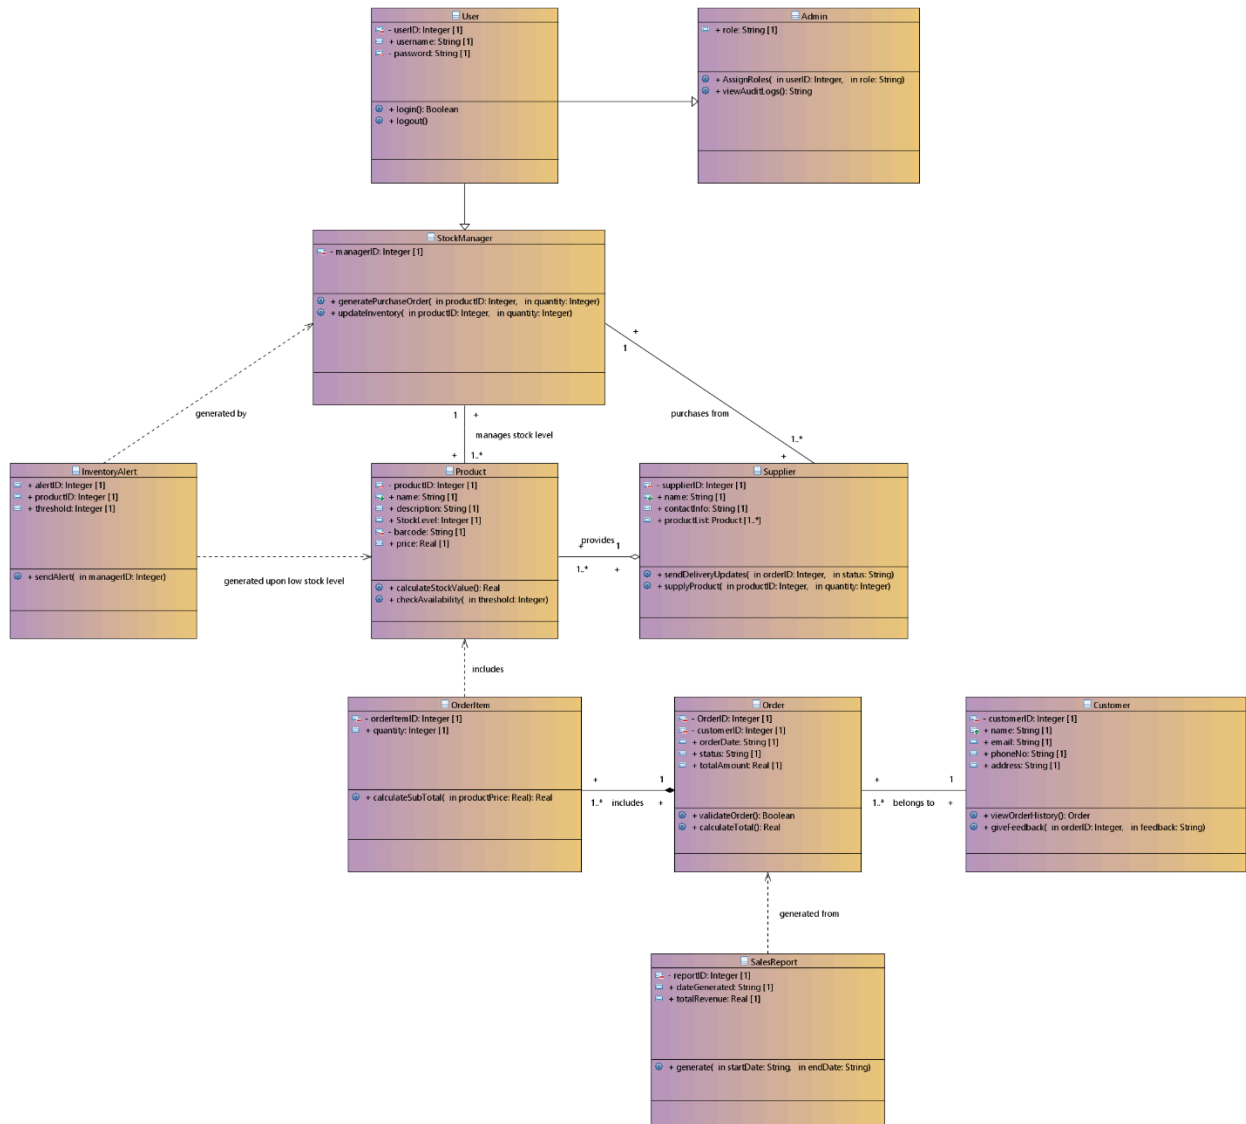 User
- userID: Integer [1]
+ username: String [1]
- password: String [1]
+ login(): Boolean
+ logout()
Admin
+ role: String [1]
+ AssignRoles( in userID: Integer, in role: String)
+ viewAuditLogs(): String
StockManager
- managerID: Integer [1]
+ generatePurchaseOrder( in productID: Integer, in quantity: Integer)
+ updateInventory( in productID: Integer, in quantity: Integer)
+
1
generated by
1 +
manages stock level
+ 1..*
purchases from
1..*
+
InventoryAlert
+ alertID: Integer [1]
+ productID: Integer [1]
+ threshold: Integer [1]
+ sendAlert( in managerID: Integer)
generated upon low stock level
Product
- productID: Integer [1]
+ name: String [1]
+ description: String [1]
+ StockLevel: Integer [1]
- barcode: String [1]
+ price: Real [1]
+ calculateStockValue(): Real
+ checkAvailability( in threshold: Integer)
provides
+ 1
1..* +
Supplier
- supplierID: Integer [1]
+ name: String [1]
+ contactInfo: String [1]
+ productList: Product [1..*]
+ sendDeliveryUpdates( in orderID: Integer, in status: String)
+ supplyProduct( in productID: Integer, in quantity: Integer)
includes
OrderItem
- orderItemID: Integer [1]
+ quantity: Integer [1]
+ calculateSubTotal( in productPrice: Real): Real
+ 1
1..* includes +
Order
- OrderID: Integer [1]
- customerID: Integer [1]
+ orderDate: String [1]
+ status: String [1]
+ totalAmount: Real [1]
+ validateOrder(): Boolean
+ calculateTotal(): Real
+ 1
1..* belongs to +
Customer
- customerID: Integer [1]
+ name: String [1]
+ email: String [1]
+ phoneNo: String [1]
+ address: String [1]
+ viewOrderHistory(): Order
+ giveFeedback( in orderID: Integer, in feedback: String)
generated from
SalesReport
- reportID: Integer [1]
+ dateGenerated: String [1]
+ totalRevenue: Real [1]
+ generate( in startDate: String, in endDate: String)